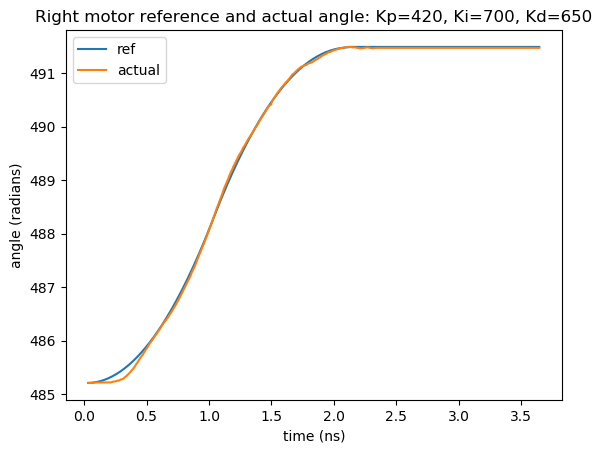 Right motor reference and actual angle: Kp=420, Ki=700, Kd=650
ref
actual
angle (radians)
491
490
489
488
487
486
485
0.0 0.5 1.0 1.5 2.0 2.5 3.0 3.5
time (ns)